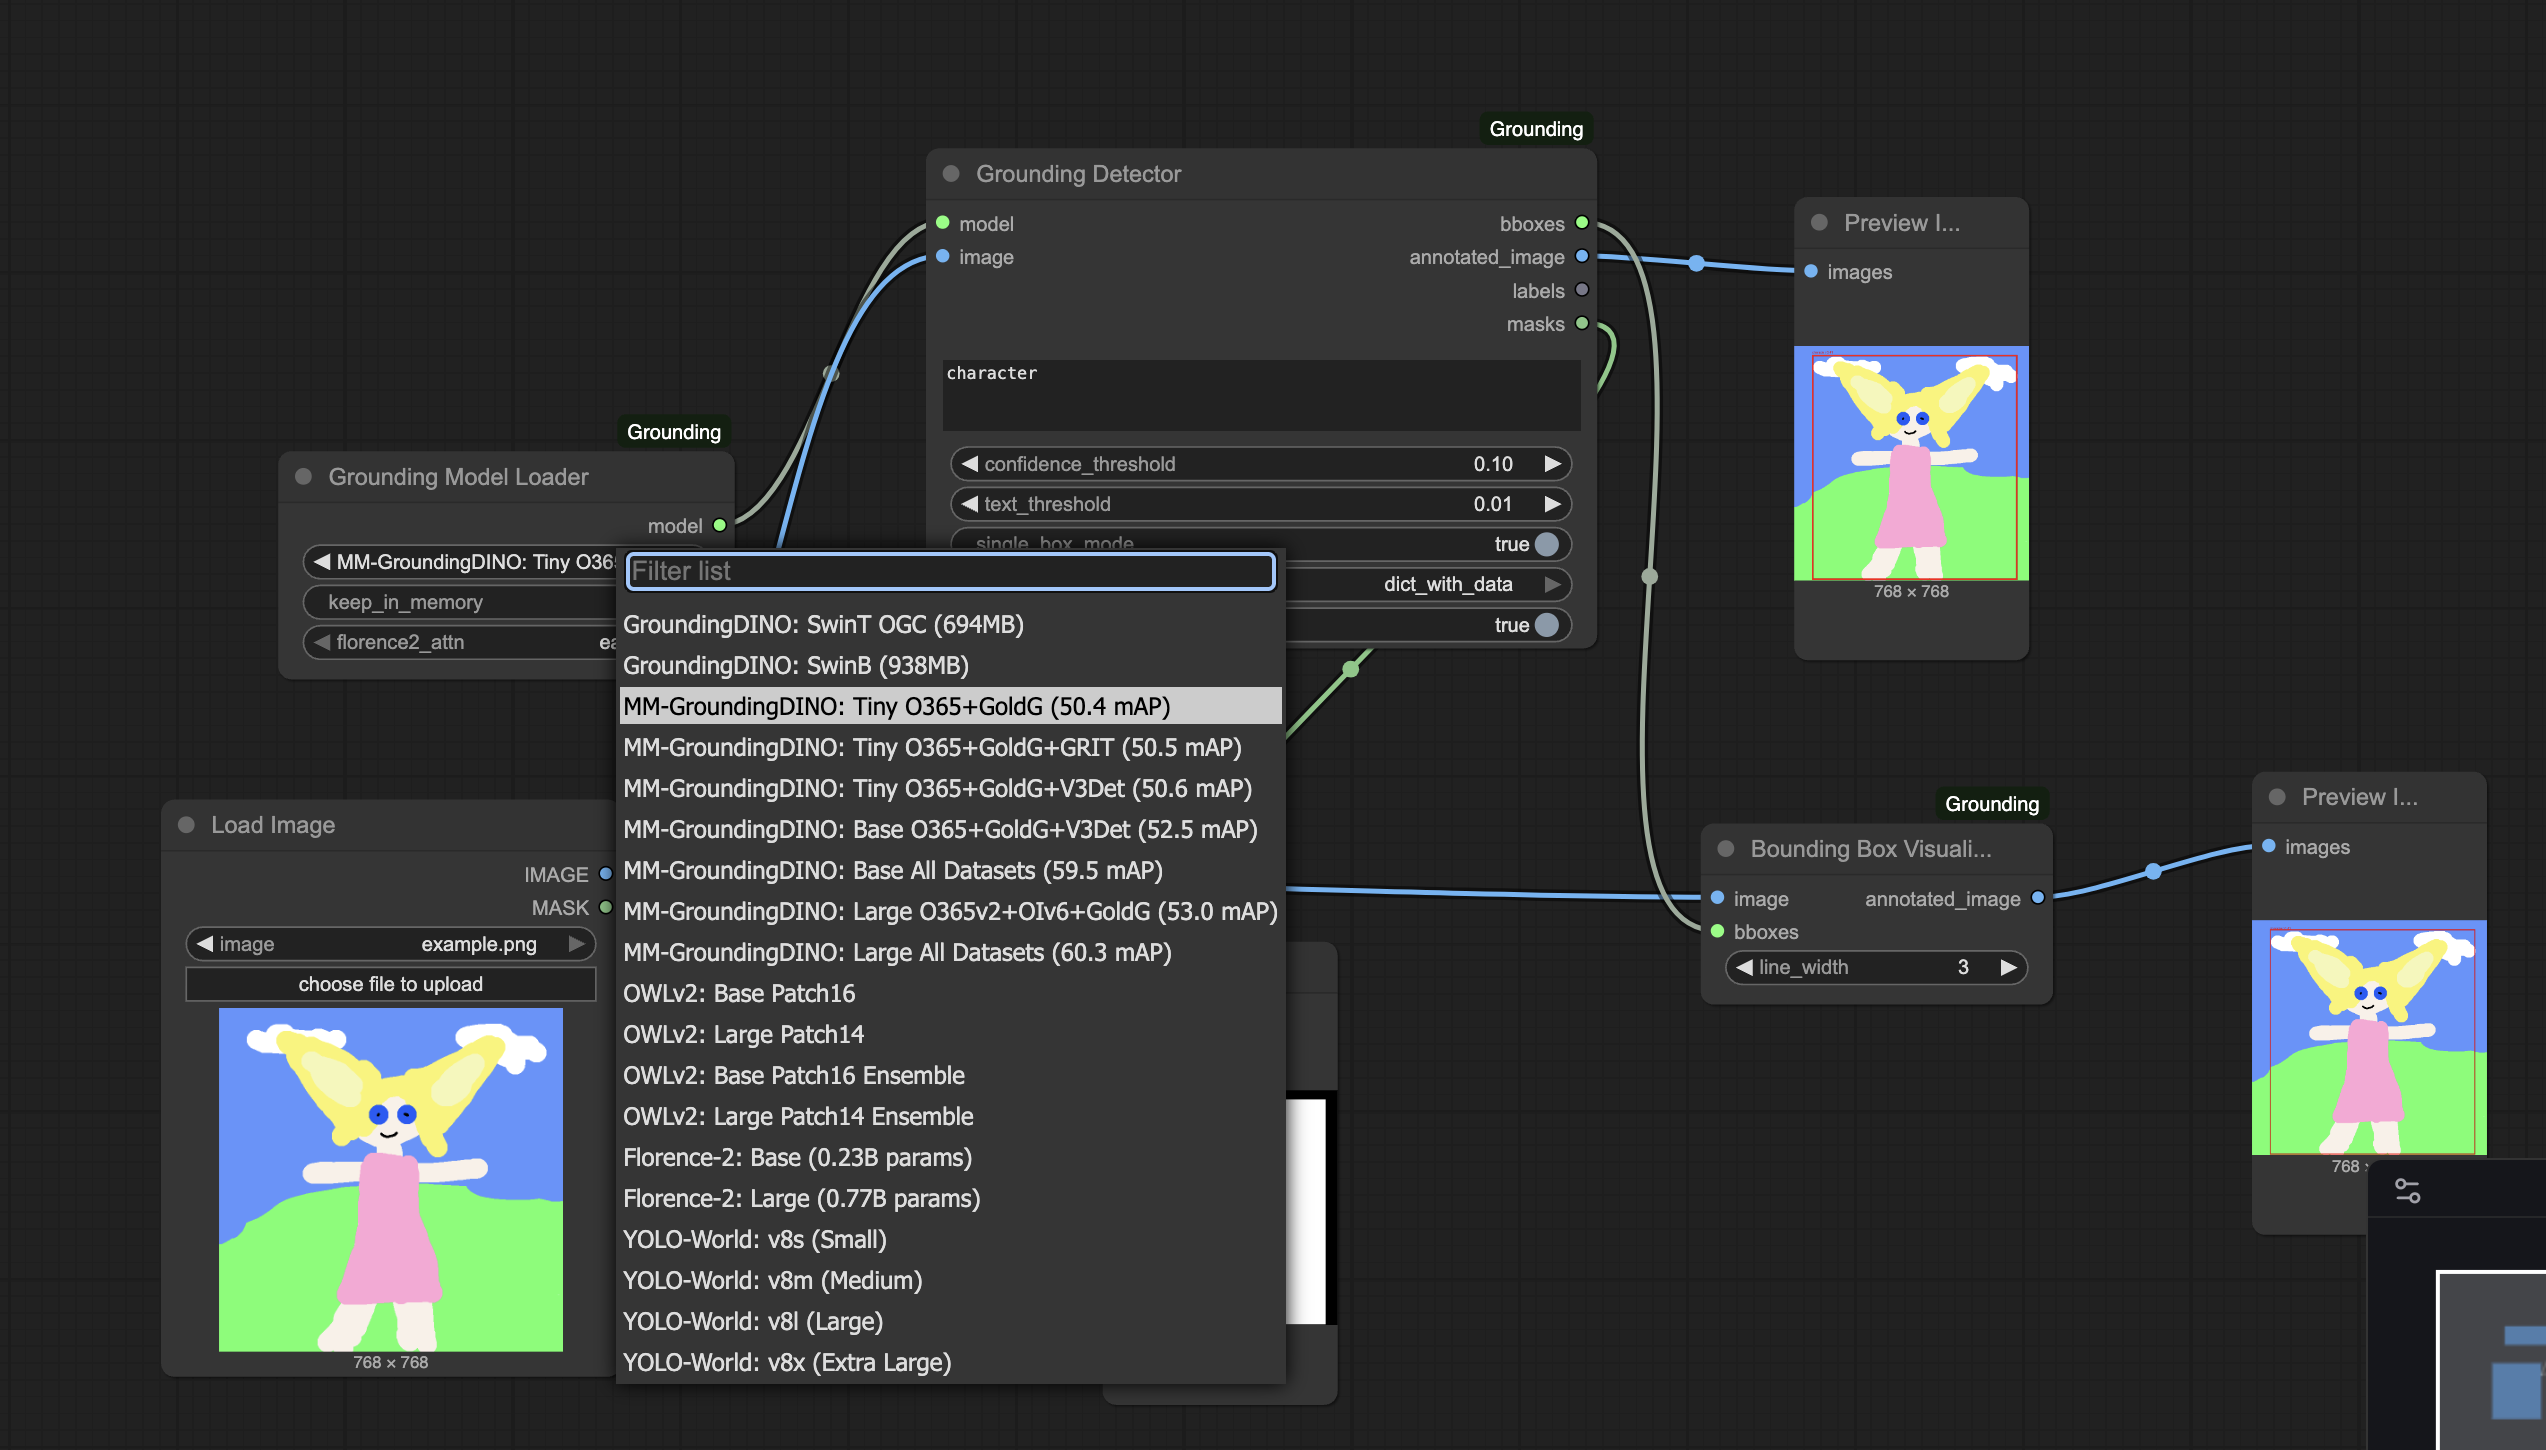 Grounding
Grounding Detector
model
image
bboxes
annotated_image
labels
masks
character
confidence_threshold 0.10
text_threshold 0.01
single_box_mode true
dict_with_data
true
Preview I...
images
768 × 768
Grounding
Grounding Model Loader
model
MM-GroundingDINO: Tiny O365
keep_in_memory
florence2_attn
Filter list
GroundingDINO: SwinT OGC (694MB)
GroundingDINO: SwinB (938MB)
MM-GroundingDINO: Tiny O365+GoldG (50.4 mAP)
MM-GroundingDINO: Tiny O365+GoldG+GRIT (50.5 mAP)
MM-GroundingDINO: Tiny O365+GoldG+V3Det (50.6 mAP)
MM-GroundingDINO: Base O365+GoldG+V3Det (52.5 mAP)
MM-GroundingDINO: Base All Datasets (59.5 mAP)
MM-GroundingDINO: Large O365v2+OIv6+GoldG (53.0 mAP)
MM-GroundingDINO: Large All Datasets (60.3 mAP)
OWLv2: Base Patch16
OWLv2: Large Patch14
OWLv2: Base Patch16 Ensemble
OWLv2: Large Patch14 Ensemble
Florence-2: Base (0.23B params)
Florence-2: Large (0.77B params)
YOLO-World: v8s (Small)
YOLO-World: v8m (Medium)
YOLO-World: v8l (Large)
YOLO-World: v8x (Extra Large)
Load Image
IMAGE
MASK
image example.png
choose file to upload
768 × 768
Grounding
Bounding Box Visuali...
image
annotated_image
bboxes
line_width 3
Preview I...
images
768